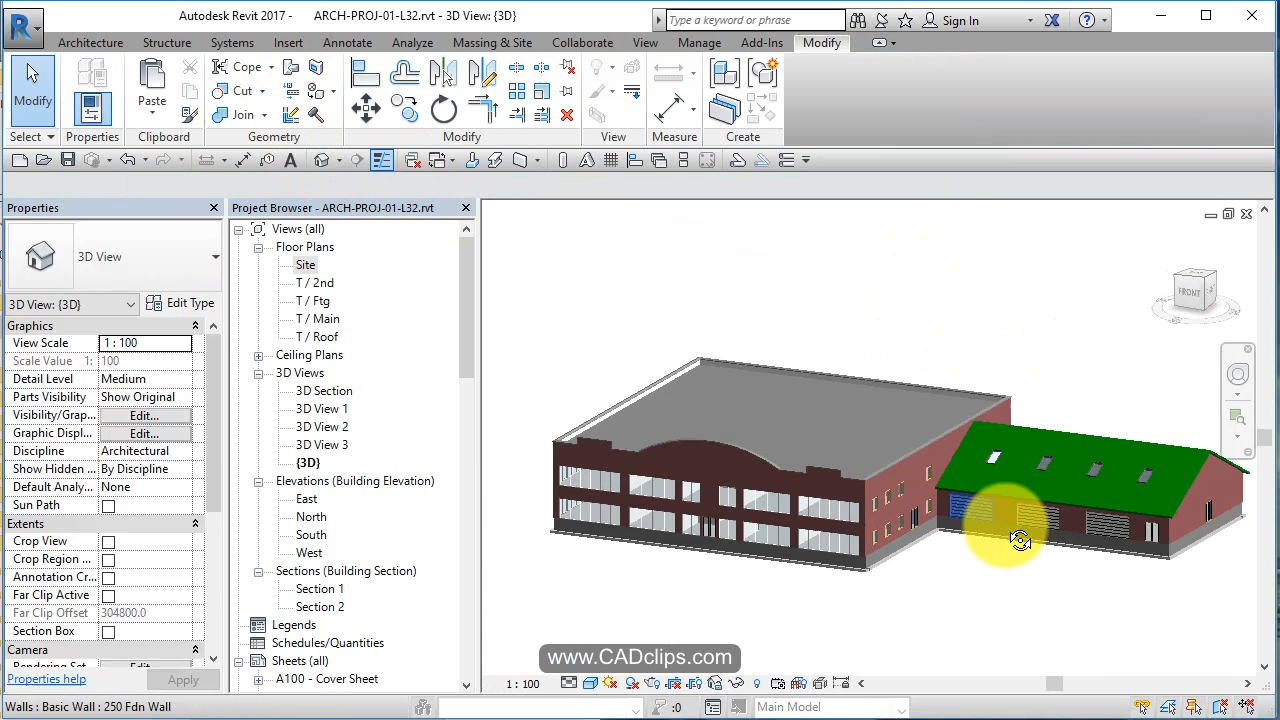 Autodesk Revit 2017 - ARCH-PROJ-01-L32.rvt - 3D View: {3D}
Type a keyword or phrase
Sign In
Architecture Structure Systems Insert Annotate Analyze Massing & Site Collaborate View Manage Add-Ins Modify
Modify
Paste
Cope
Cut
Join
Select Properties Clipboard Geometry Modify View Measure Create
Properties
Project Browser - ARCH-PROJ-01-L32.rvt
3D View
3D View: {3D}
Edit Type
Graphics
View Scale 1 : 100
Scale Value 1: 100
Detail Level Medium
Parts Visibility Show Original
Visibility/Grap... Edit...
Graphic Displ... Edit...
Discipline Architectural
Show Hidden ... By Discipline
Default Analy... None
Sun Path
Extents
Crop View
Crop Region ...
Annotation Cr...
Far Clip Active
Far Clip Offset 304800.0
Section Box
Camera
Rendering Set... Edit...
Properties help
Apply
Views (all)
Floor Plans
Site
T / 2nd
T / Ftg
T / Main
T / Roof
Ceiling Plans
3D Views
3D Section
3D View 1
3D View 2
3D View 3
{3D}
Elevations (Building Elevation)
East
North
South
West
Sections (Building Section)
Section 1
Section 2
Legends
Schedules/Quantities
Sheets (all)
A100 - Cover Sheet
FRONT
www.CADclips.com
1 : 100
Walls : Basic Wall : 250 Fdn Wall
:0
Main Model